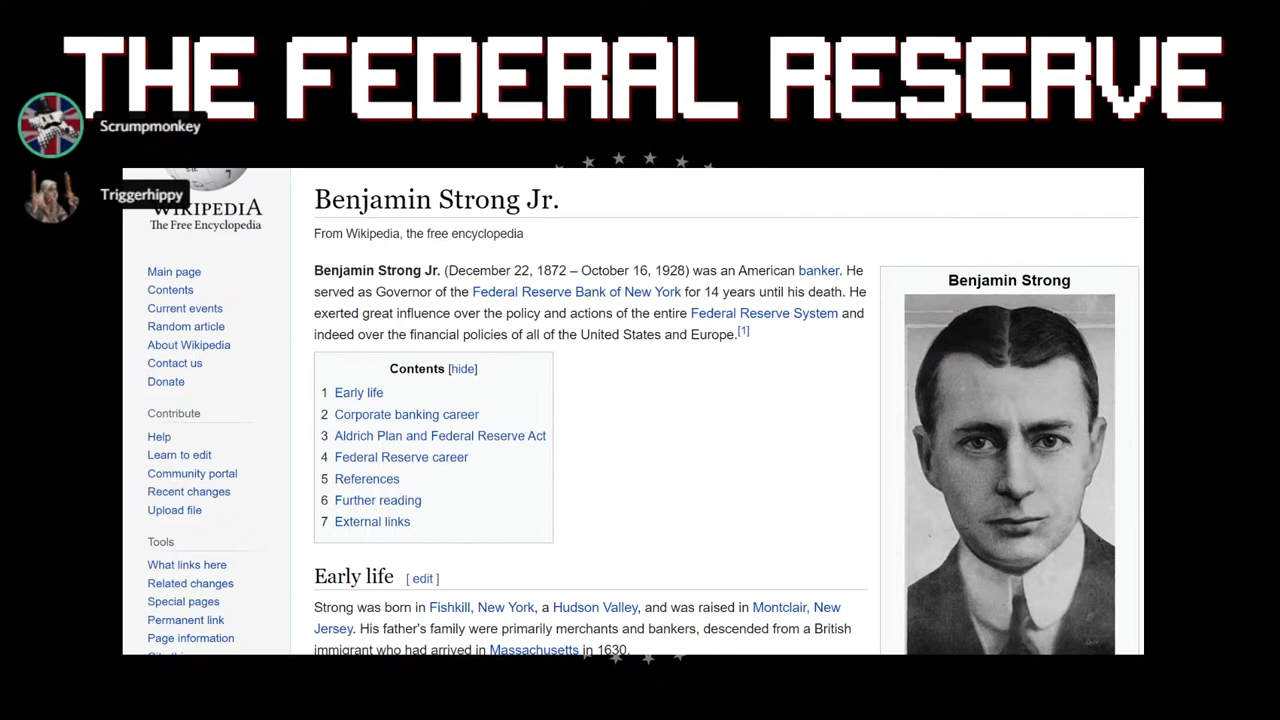 THE FEDERAL RESERVE
Scrumpmonkey
Triggerhippy
WIKIPEDIA
The Free Encyclopedia
Main page
Contents
Current events
Random article
About Wikipedia
Contact us
Donate
Contribute
Help
Learn to edit
Community portal
Recent changes
Upload file
Tools
What links here
Related changes
Special pages
Permanent link
Page information
Benjamin Strong Jr.
From Wikipedia, the free encyclopedia
Benjamin Strong Jr. (December 22, 1872 – October 16, 1928) was an American banker. He
served as Governor of the Federal Reserve Bank of New York for 14 years until his death. He
exerted great influence over the policy and actions of the entire Federal Reserve System and
indeed over the financial policies of all of the United States and Europe.[1]
Contents [hide]
1 Early life
2 Corporate banking career
3 Aldrich Plan and Federal Reserve Act
4 Federal Reserve career
5 References
6 Further reading
7 External links
Early life [ edit ]
Strong was born in Fishkill, New York, a Hudson Valley, and was raised in Montclair, New
Jersey. His father's family were primarily merchants and bankers, descended from a British
immigrant who had arrived in Massachusetts in 1630.
Benjamin Strong